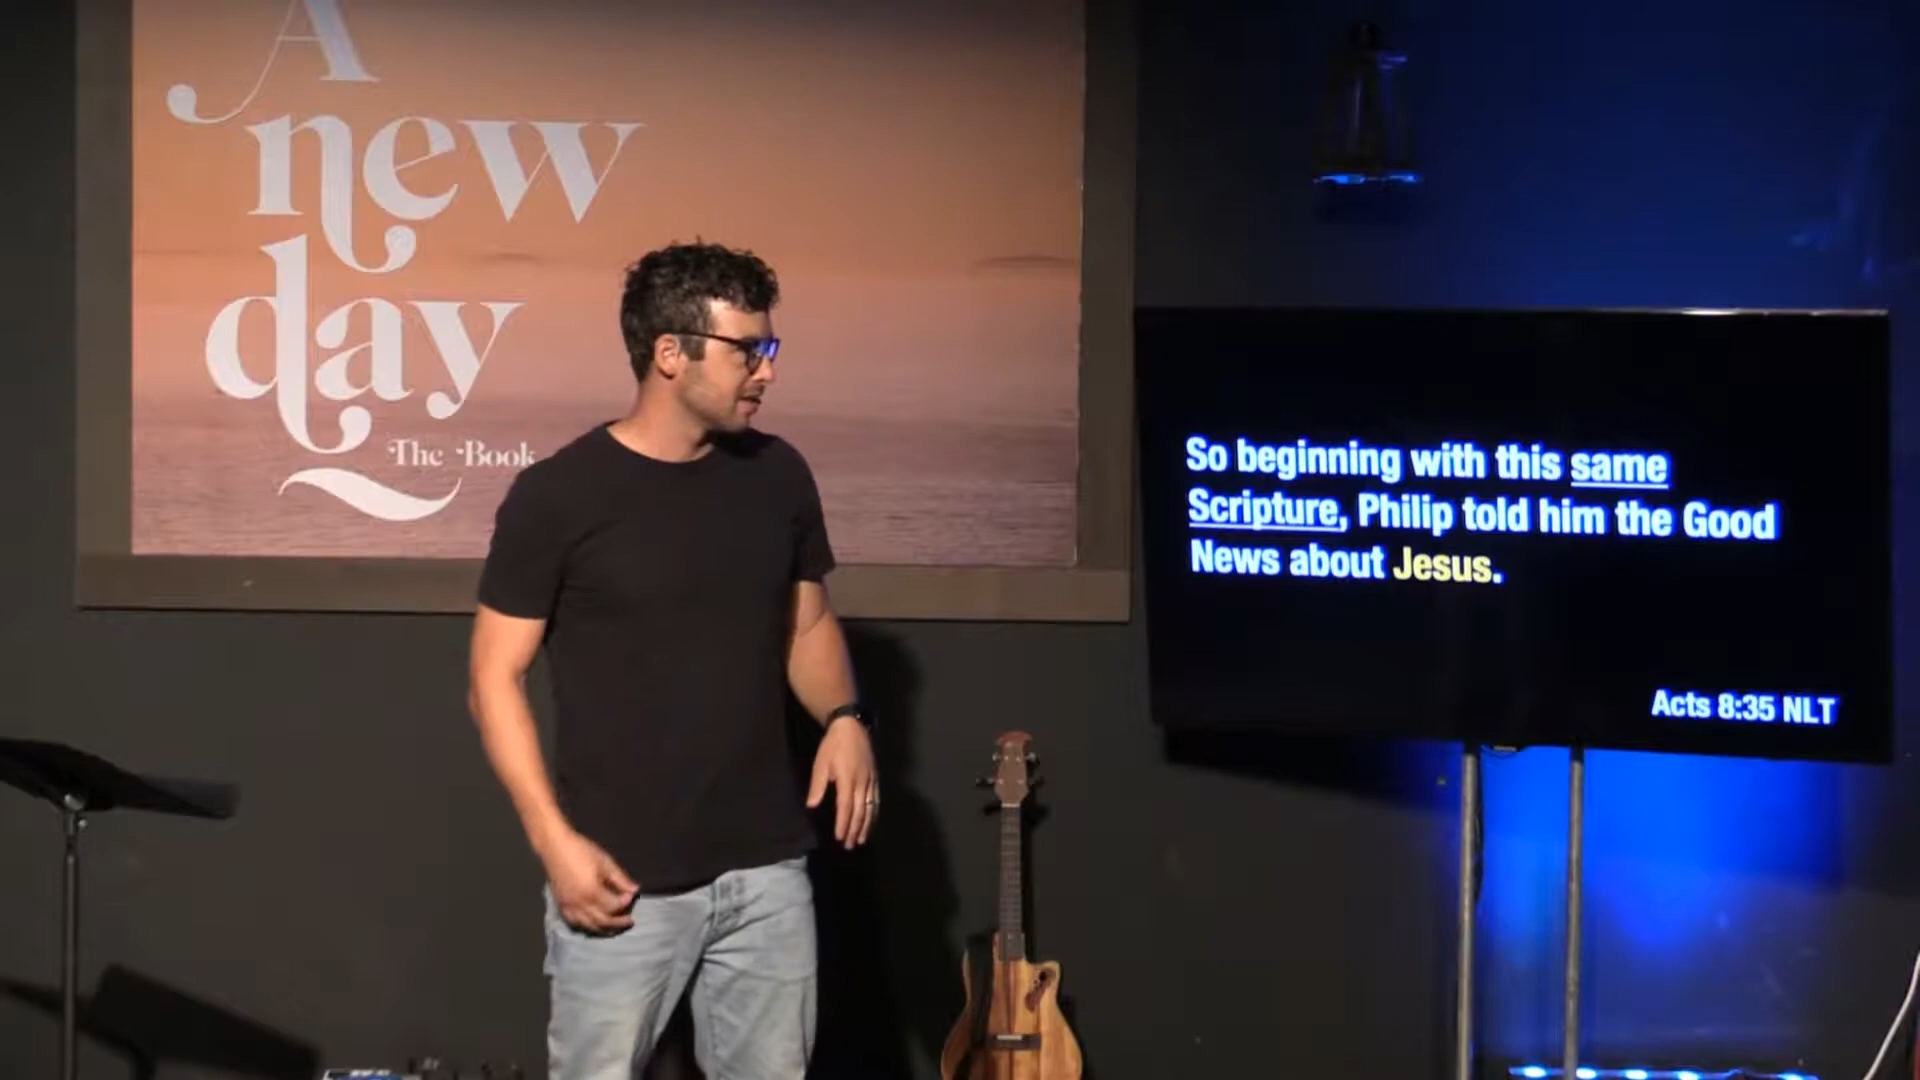 A
new
day
The Book
So beginning with this same
Scripture, Philip told him the Good
News about Jesus.
Acts 8:35 NLT